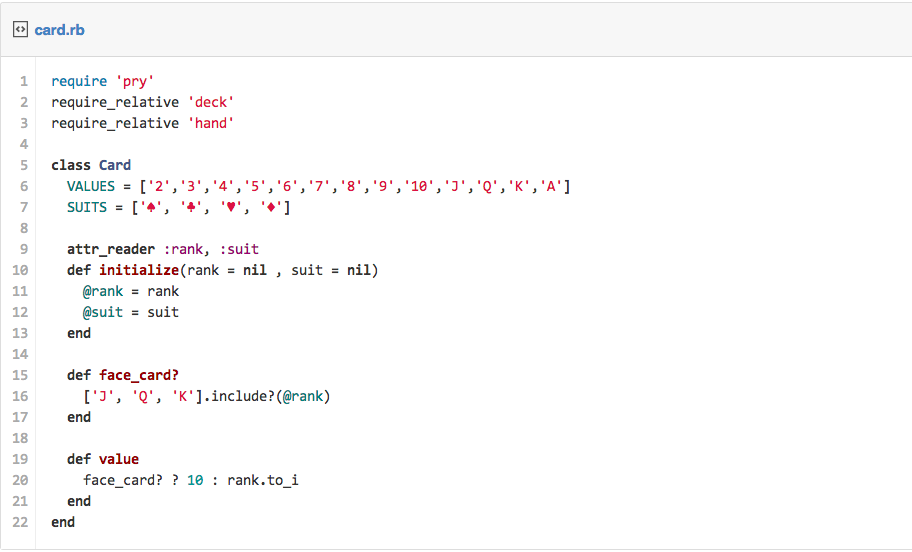 card.rb
1 require 'pry'
2 require_relative 'deck'
3 require_relative 'hand'
4
5 class Card
6   VALUES = ['2','3','4','5','6','7','8','9','10','J','Q','K','A']
7   SUITS = ['♠', '♣', '♥', '♦']
8
9   attr_reader :rank, :suit
10   def initialize(rank = nil , suit = nil)
11     @rank = rank
12     @suit = suit
13   end
14
15   def face_card?
16     ['J', 'Q', 'K'].include?(@rank)
17   end
18
19   def value
20     face_card? ? 10 : rank.to_i
21   end
22 end